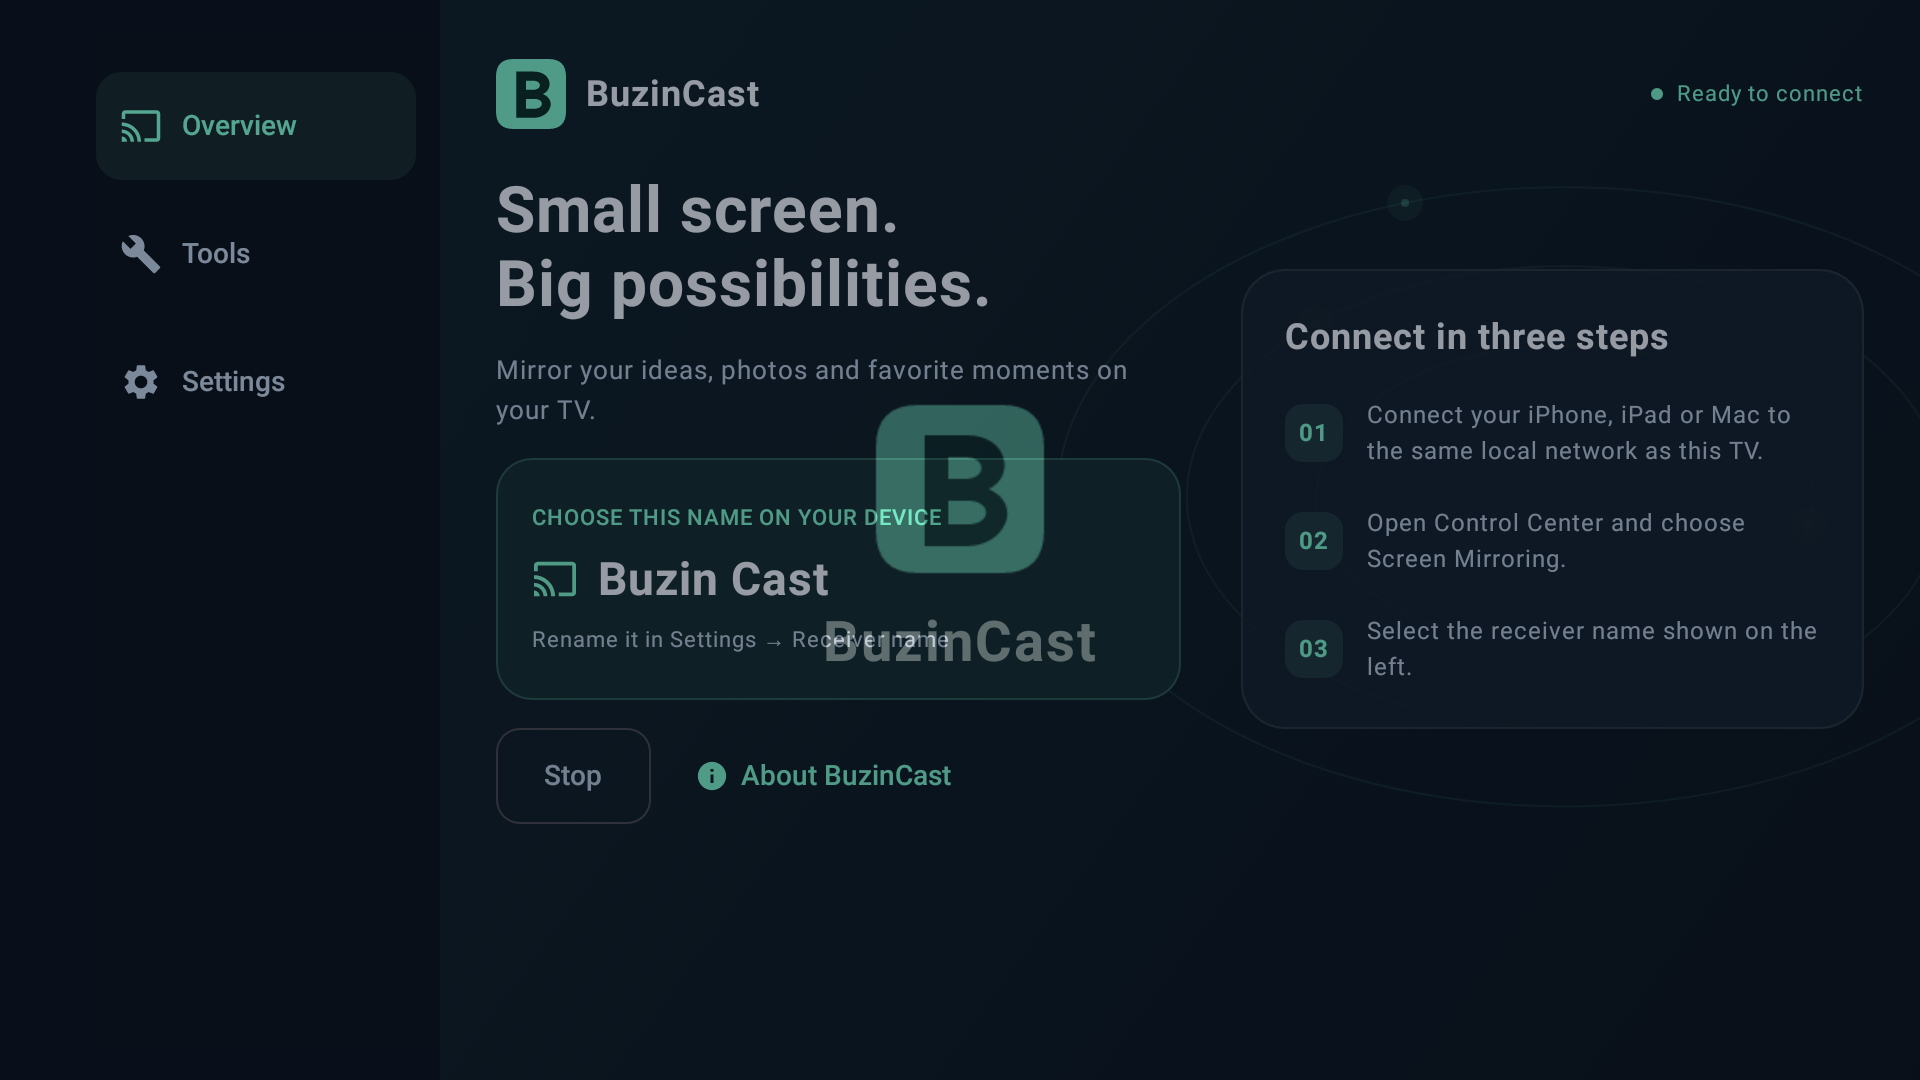 Overview
Tools
Settings
B
BuzinCast
Ready to connect
Small screen.
Big possibilities.
Mirror your ideas, photos and favorite moments on
your TV.
CHOOSE THIS NAME ON YOUR DEVICE
Buzin Cast
Rename it in Settings → Receiver name
B
BuzinCast
Stop
About BuzinCast
Connect in three steps
01
Connect your iPhone, iPad or Mac to
the same local network as this TV.
02
Open Control Center and choose
Screen Mirroring.
03
Select the receiver name shown on the
left.